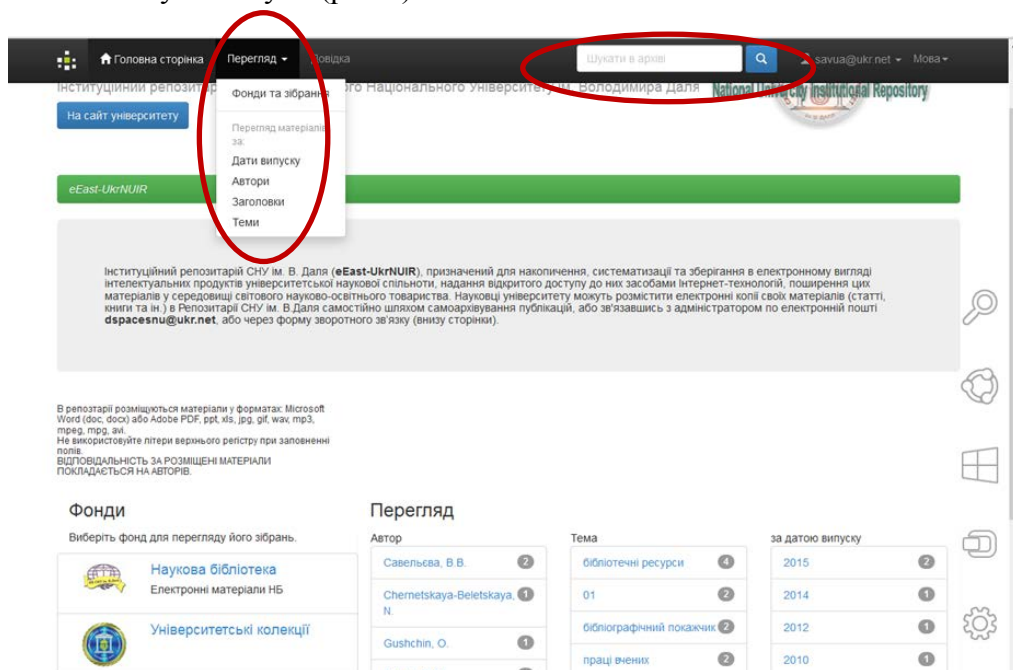 Головна сторінка Перегляд Довідка Шукати в архіві savua@ukr.net Мова
Фонди та зібрання
Перегляд матеріалів
за:
Дати випуску
Автори
Заголовки
Теми
ого Національного Університету ім. Володимира Даля National University Institutional Repository
На сайт університету
eEast-UkrNUIR
Інституційний репозитарій СНУ ім. В. Даля (eEast-UkrNUIR), призначений для накопичення, систематизації та зберігання в електронному вигляді
інтелектуальних продуктів університетської наукової спільноти, надання відкритого доступу до них засобами Інтернет-технологій, поширення цих
матеріалів у середовищі світового науково-освітнього товариства. Науковці університету можуть розмістити електронні копії своїх матеріалів (статті,
книги та ін.) в Репозитарії СНУ ім. В.Даля самостійно шляхом самоархівування публікацій, або зв'язавшись з адміністратором по електронній пошті
dspacesnu@ukr.net, або через форму зворотного зв'язку (внизу сторінки).
В репозтарії розміщуються матеріали у форматах: Microsoft
Word (doc, docx) або Adobe PDF, ppt, xls, jpg, gif, wav, mp3,
mpeg, mpg, avi.
Не використовуйте літери верхнього регістру при заповненні
полів.
ВІДПОВІДАЛЬНІСТЬ ЗА РОЗМІЩЕНІ МАТЕРІАЛИ
ПОКЛАДАЄТЬСЯ НА АВТОРІВ.
Фонди
Виберіть фонд для перегляду його зібрань.
Наукова бібліотека
Електронні матеріали НБ
Університетські колекції
Перегляд
Автор
Савельєва, В.В. 2
Chernetskaya-Beletskaya, 1
N.
Gushchin, O. 1
Тема
бібліотечні ресурси 4
01 2
бібліографічний покажчик 2
праці вчених 2
за датою випуску
2015 2
2014 1
2012 1
2010 1